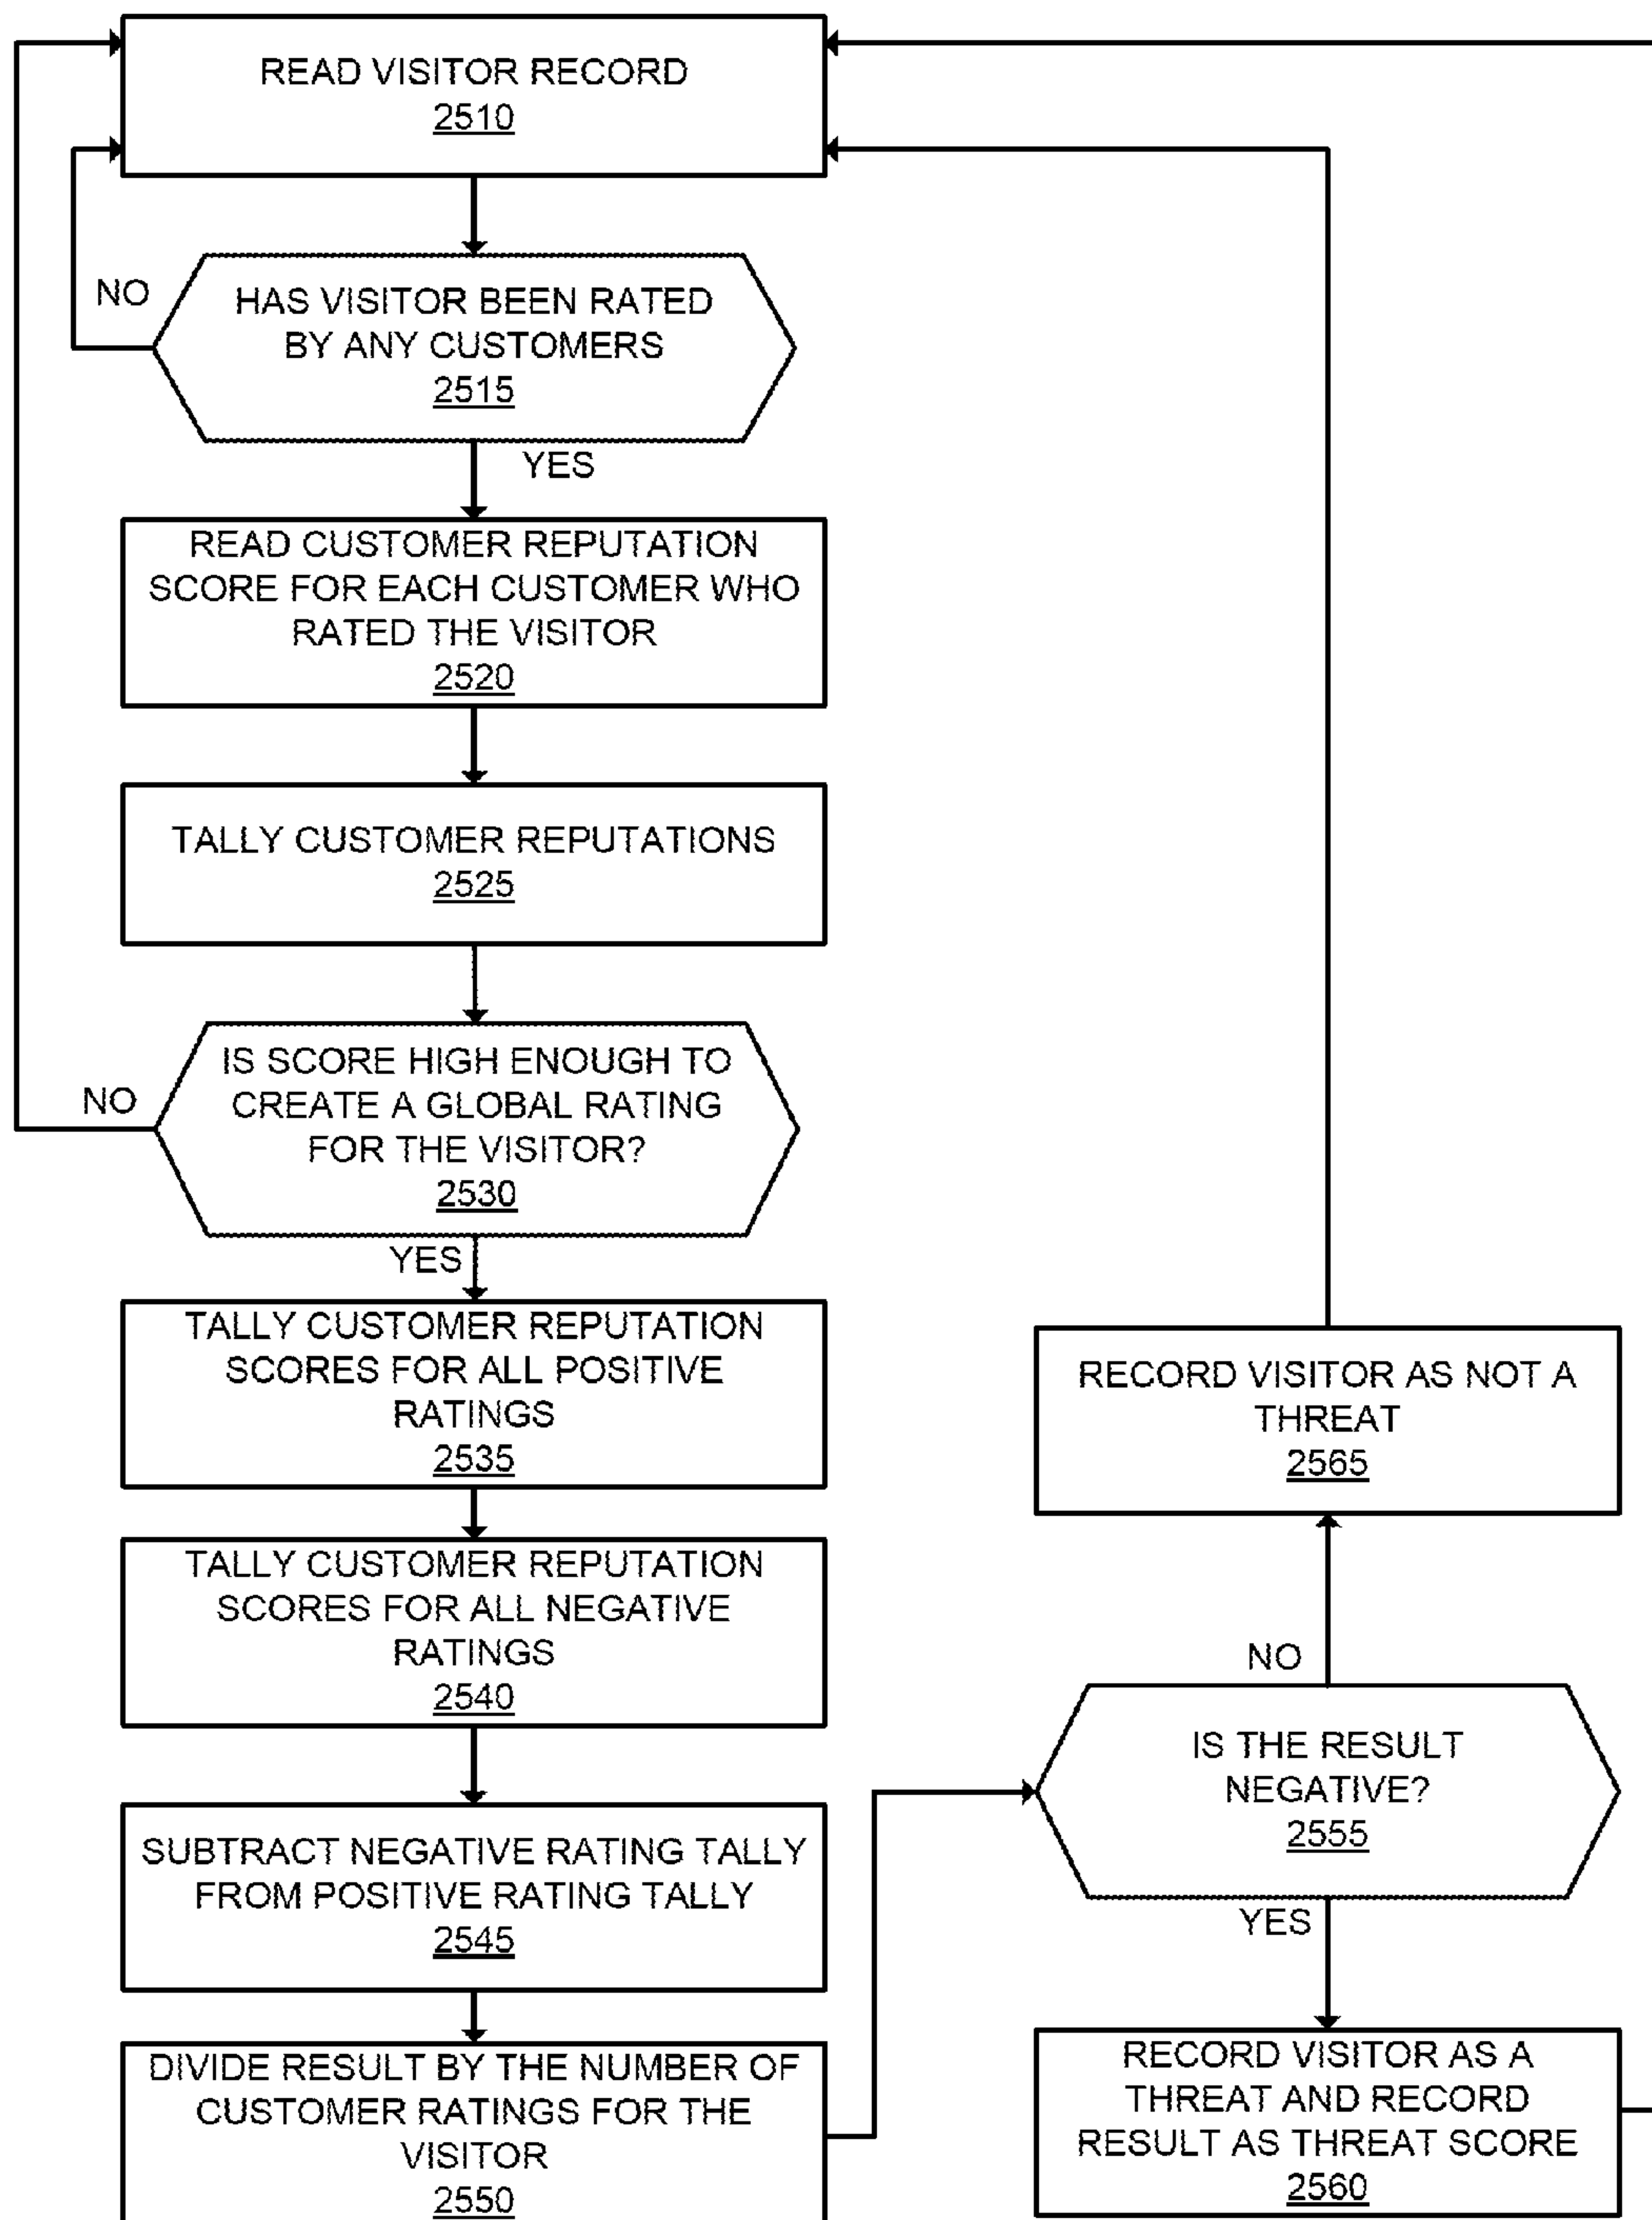 READ VISITOR RECORD
2510
NO
HAS VISITOR BEEN RATED
BY ANY CUSTOMERS
2515
YES
READ CUSTOMER REPUTATION
SCORE FOR EACH CUSTOMER WHO
RATED THE VISITOR
2520
TALLY CUSTOMER REPUTATIONS
2525
IS SCORE HIGH ENOUGH TO
CREATE A GLOBAL RATING
FOR THE VISITOR?
2530
NO
YES
TALLY CUSTOMER REPUTATION
SCORES FOR ALL POSITIVE
RATINGS
2535
TALLY CUSTOMER REPUTATION
SCORES FOR ALL NEGATIVE
RATINGS
2540
SUBTRACT NEGATIVE RATING TALLY
FROM POSITIVE RATING TALLY
2545
DIVIDE RESULT BY THE NUMBER OF
CUSTOMER RATINGS FOR THE
VISITOR
2550
RECORD VISITOR AS NOT A
THREAT
2565
NO
IS THE RESULT
NEGATIVE?
2555
YES
RECORD VISITOR AS A
THREAT AND RECORD
RESULT AS THREAT SCORE
2560